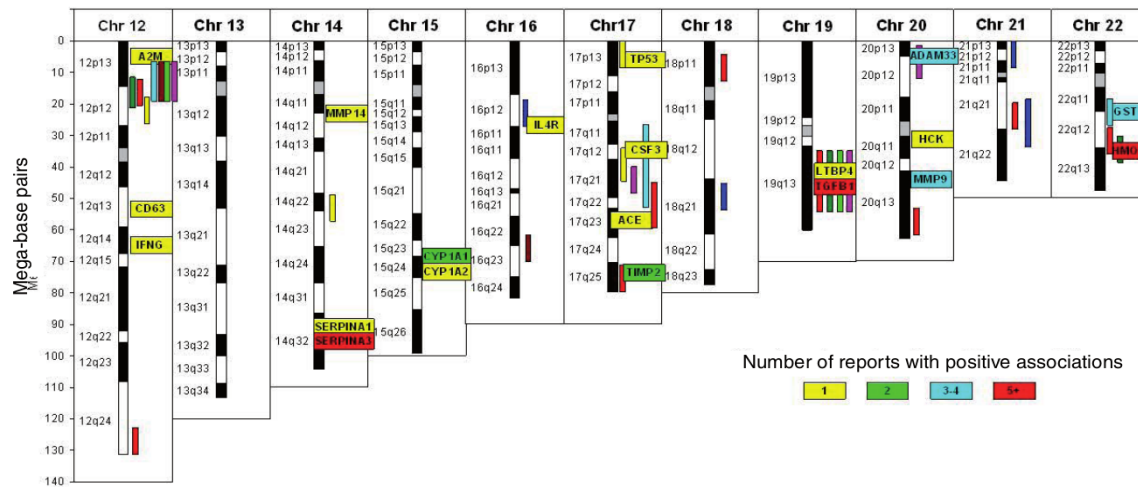 Chr 12 Chr 13 Chr 14 Chr 15 Chr 16 Chr17 Chr 18 Chr 19 Chr 20 Chr 21 Chr 22
Mega-base pairs
0
10
20
30
40
50
60
70
80
90
100
110
120
130
140
12p13
12p12
12p11
12q12
12q13
12q14
12q15
12q21
12q22
12q23
12q24
A2M
CD63
IFNG
13p13
13p12
13p11
13q12
13q13
13q14
13q21
13q22
13q31
13q32
13q33
13q34
14p13
14p12
14p11
14q11
14q12
14q13
14q21
14q22
14q23
14q24
14q31
14q32
MMP14
SERPINA1
SERPINA3
15p13
15p12
15p11
15q11
15q12
15q13
15q14
15q15
15q21
15q22
15q23
15q24
15q25
15q26
CYP1A1
CYP1A2
16p13
16p12
16p11
16q11
16q12
16q13
16q21
16q22
16q23
16q24
IL4R
17p13
17p12
17p11
17q11
17q12
17q21
17q22
17q23
17q24
17q25
TP53
CSF3
ACE
TIMP2
18p11
18q11
18q12
18q21
18q22
18q23
19p13
19p12
19q12
19q13
LTBP4
TGFB1
20p13
20p12
20p11
20q11
20q12
20q13
ADAM33
HCK
MMP9
21p13
21p12
21p11
21q11
21q21
21q22
22p13
22p12
22p11
22q11
22q12
22q13
GST
HMO
Number of reports with positive associations
1 2 3-4 5+